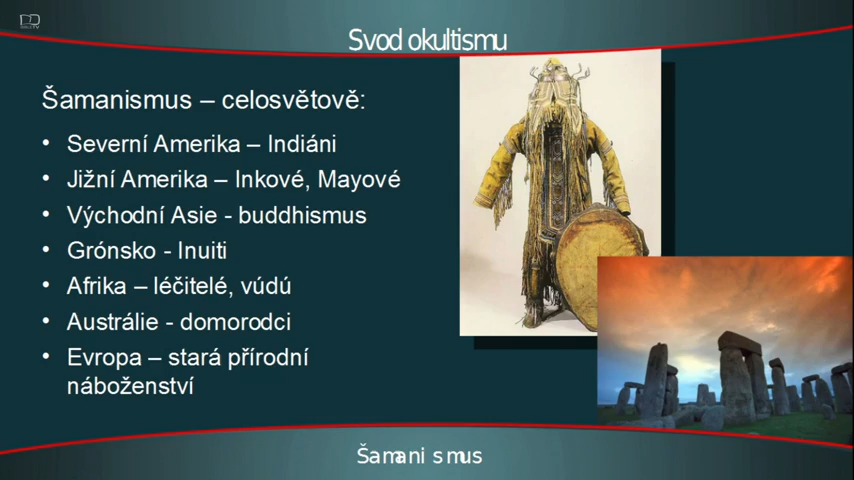 Svod okultismu
Šamanismus – celosvětově:
• Severní Amerika – Indiáni
• Jižní Amerika – Inkové, Mayové
• Východní Asie - buddhismus
• Grónsko - Inuiti
• Afrika – léčitelé, vúdú
• Austrálie - domorodci
• Evropa – stará přírodní
náboženství
Šamanismus